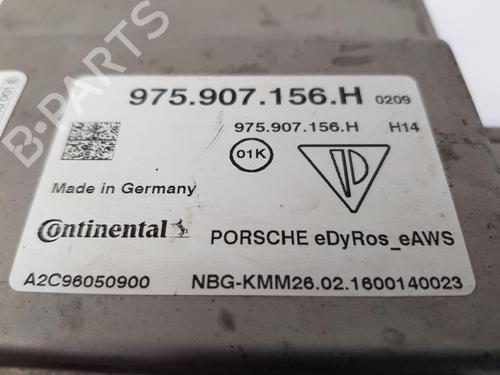 975.907.156.H 0209
975.907.156.H H14
01K
Made in Germany
Continental PORSCHE eDyRos_eAWS
A2C96050900 NBG-KMM26.02.1600140023
B-PARTS